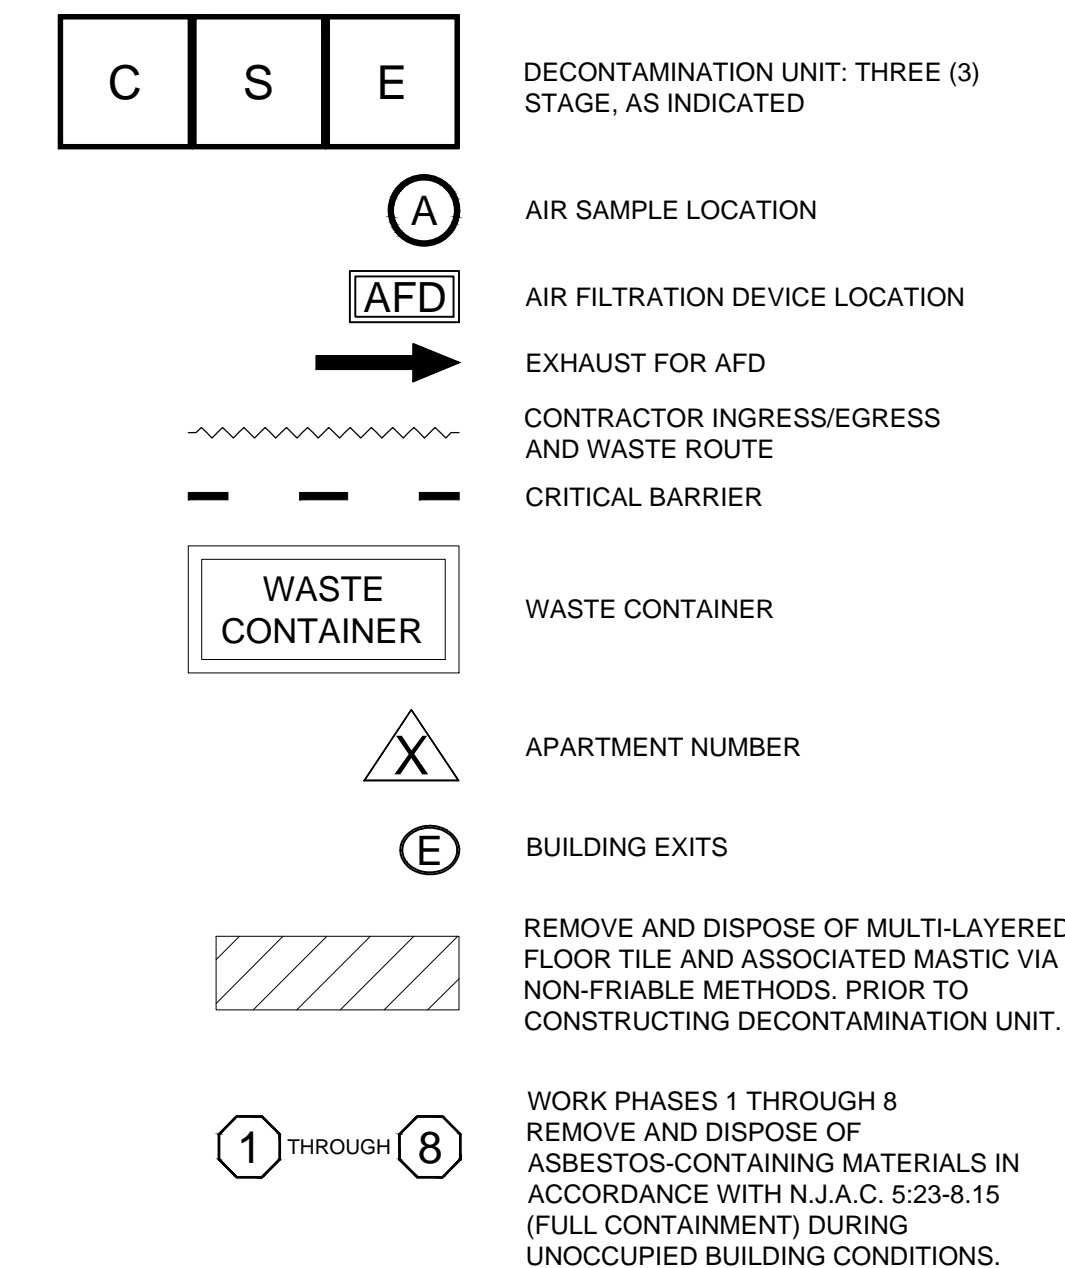 C S E
DECONTAMINATION UNIT: THREE (3)
STAGE, AS INDICATED
A
AIR SAMPLE LOCATION
AFD
AIR FILTRATION DEVICE LOCATION
EXHAUST FOR AFD
CONTRACTOR INGRESS/EGRESS
AND WASTE ROUTE
CRITICAL BARRIER
WASTE
CONTAINER
WASTE CONTAINER
X
APARTMENT NUMBER
E
BUILDING EXITS
REMOVE AND DISPOSE OF MULTI-LAYERED
FLOOR TILE AND ASSOCIATED MASTIC VIA
NON-FRIABLE METHODS. PRIOR TO
CONSTRUCTING DECONTAMINATION UNIT.
1 THROUGH 8
WORK PHASES 1 THROUGH 8
REMOVE AND DISPOSE OF
ASBESTOS-CONTAINING MATERIALS IN
ACCORDANCE WITH N.J.A.C. 5:23-8.15
(FULL CONTAINMENT) DURING
UNOCCUPIED BUILDING CONDITIONS.